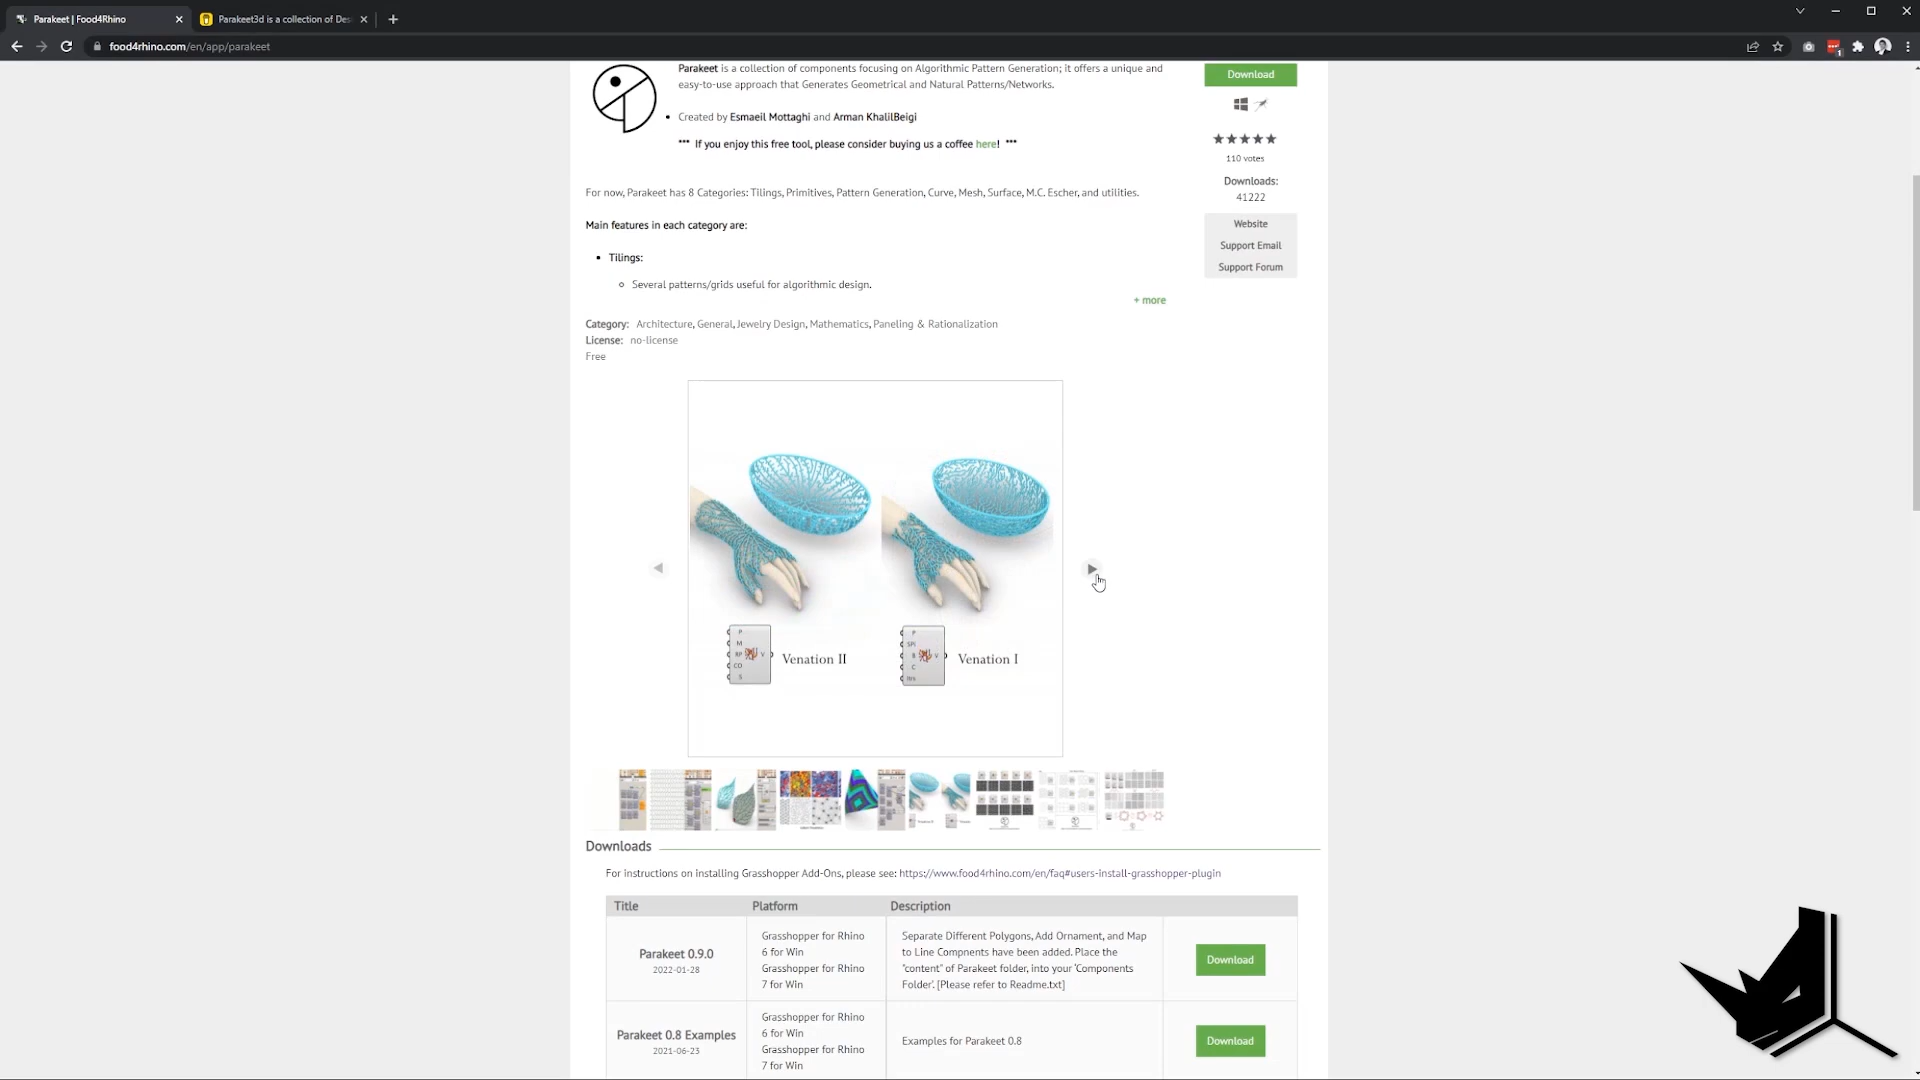 Parakeet | Food4Rhino
Parakeet3d is a collection of Des
food4rhino.com/en/app/parakeet
Parakeet is a collection of components focusing on Algorithmic Pattern Generation; it offers a unique and
easy-to-use approach that Generates Geometrical and Natural Patterns/Networks.
• Created by Esmaeil Mottaghi and Arman KhalilBeigi
*** If you enjoy this free tool, please consider buying us a coffee here! ***
Download
110 votes
Downloads:
41222
Website
Support Email
Support Forum
For now, Parakeet has 8 Categories: Tilings, Primitives, Pattern Generation, Curve, Mesh, Surface, M.C. Escher, and utilities.
Main features in each category are:
• Tilings:
Several patterns/grids useful for algorithmic design.
+ more
Category: Architecture, General, Jewelry Design, Mathematics, Paneling & Rationalization
License: no-license
Free
P
M
RP
CO
S
V
Venation II
P
SPI
B
C
Itrs
V
Venation I
Downloads
For instructions on installing Grasshopper Add-Ons, please see: https://www.food4rhino.com/en/faq#users-install-grasshopper-plugin
Title Platform Description
Parakeet 0.9.0
2022-01-28
Grasshopper for Rhino
6 for Win
Grasshopper for Rhino
7 for Win
Separate Different Polygons, Add Ornament, and Map
to Line Compnents have been added. Place the
"content" of Parakeet folder, into your 'Components
Folder'. [Please refer to Readme.txt]
Download
Parakeet 0.8 Examples
2021-06-23
Grasshopper for Rhino
6 for Win
Grasshopper for Rhino
7 for Win
Examples for Parakeet 0.8
Download